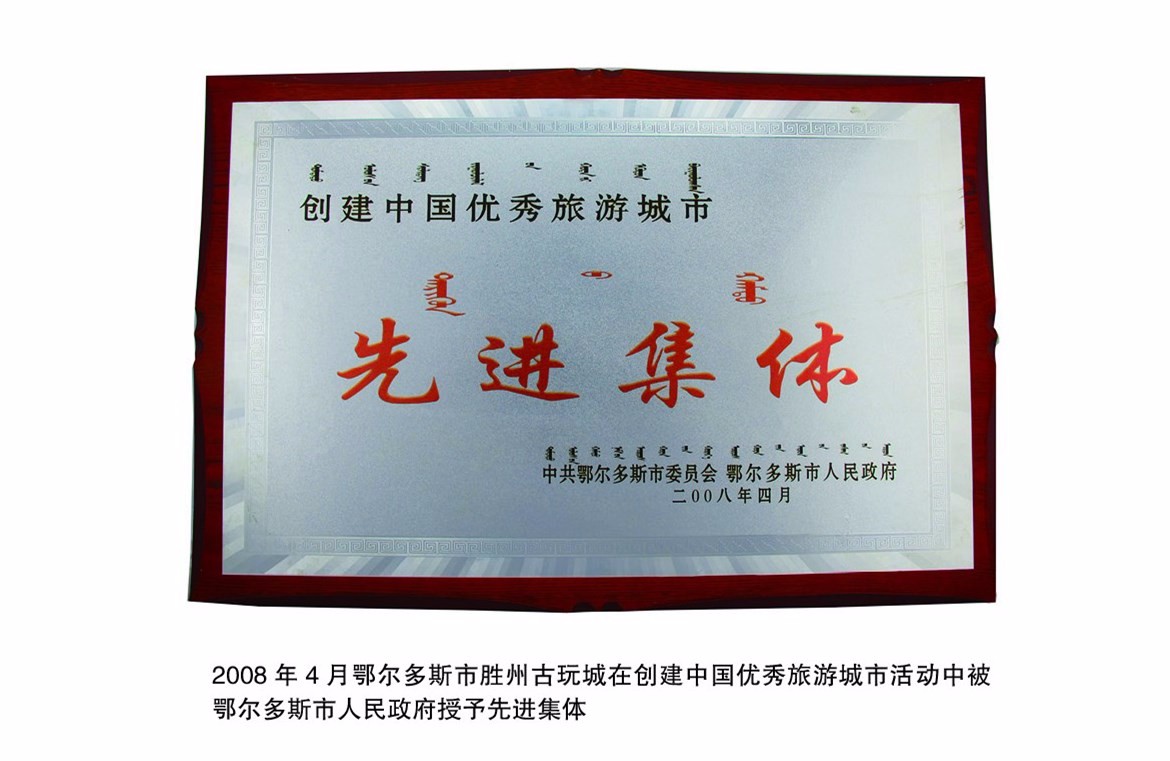 创建中国优秀旅游城市
先进集体
中共鄂尔多斯市委员会 鄂尔多斯市人民政府
二00八年四月
2008 年 4 月鄂尔多斯市胜州古玩城在创建中国优秀旅游城市活动中被
鄂尔多斯市人民政府授予先进集体